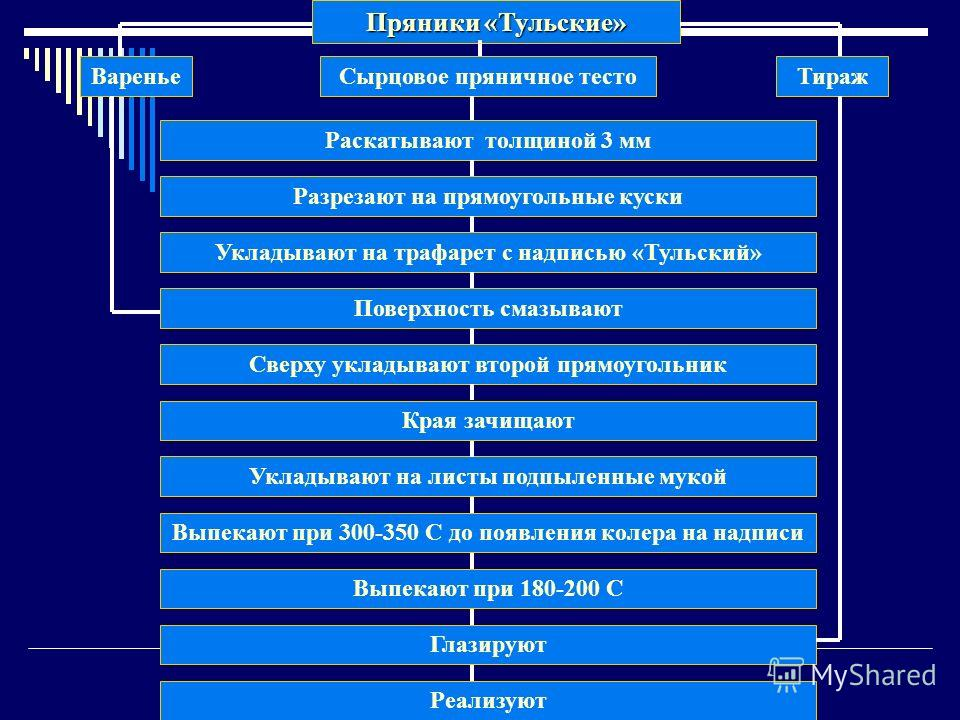 Пряники «Тульские»
Варенье
Сырцовое пряничное тесто
Тираж
Раскатывают толщиной 3 мм
Разрезают на прямоугольные куски
Укладывают на трафарет с надписью «Тульский»
Поверхность смазывают
Сверху укладывают второй прямоугольник
Края зачищают
Укладывают на листы подпыленные мукой
Выпекают при 300-350 С до появления колера на надписи
Выпекают при 180-200 С
Глазируют
Реализуют
MyShared